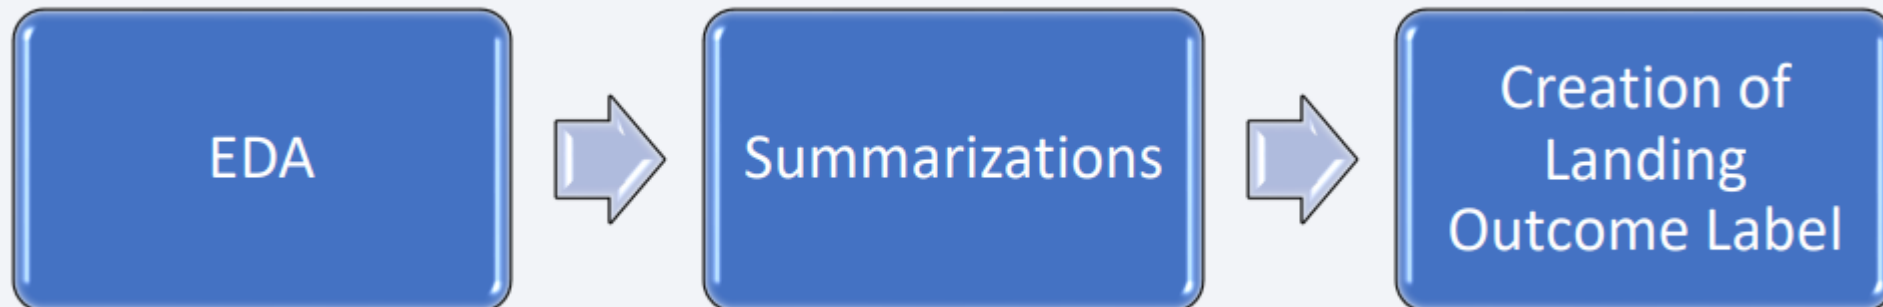 EDA
Summarizations
Creation of
Landing
Outcome Label